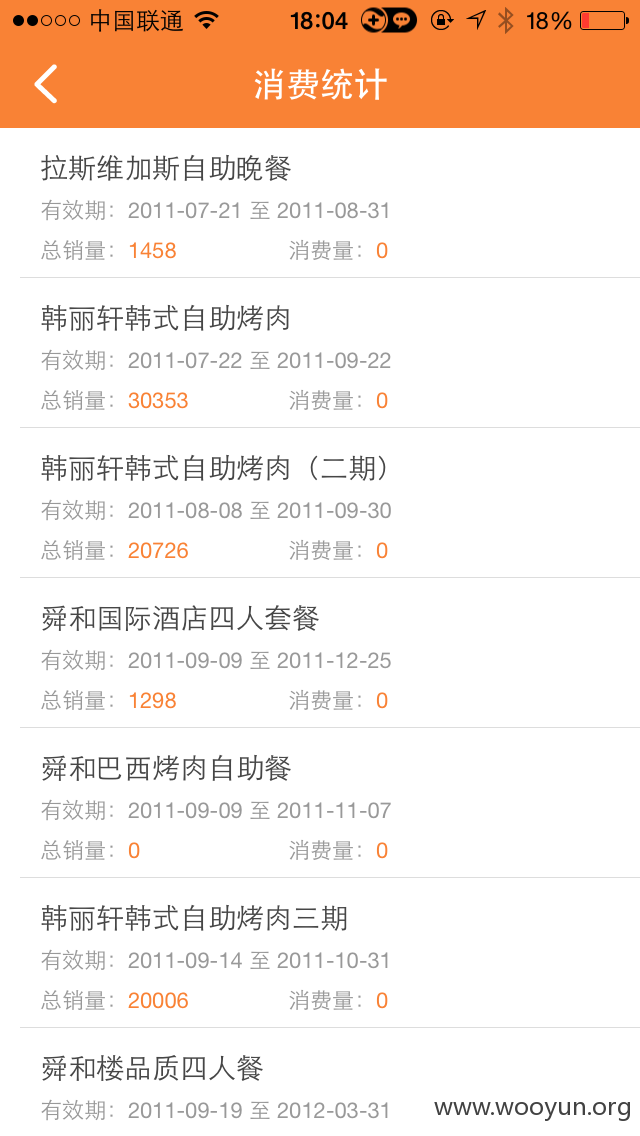 中国联通 18:04 18%
消费统计
拉斯维加斯自助晚餐
有效期：2011-07-21 至 2011-08-31
总销量：1458 消费量：0
韩丽轩韩式自助烤肉
有效期：2011-07-22 至 2011-09-22
总销量：30353 消费量：0
韩丽轩韩式自助烤肉（二期）
有效期：2011-08-08 至 2011-09-30
总销量：20726 消费量：0
舜和国际酒店四人套餐
有效期：2011-09-09 至 2011-12-25
总销量：1298 消费量：0
舜和巴西烤肉自助餐
有效期：2011-09-09 至 2011-11-07
总销量：0 消费量：0
韩丽轩韩式自助烤肉三期
有效期：2011-09-14 至 2011-10-31
总销量：20006 消费量：0
舜和楼品质四人餐
有效期：2011-09-19 至 2012-03-31
www.wooyun.org